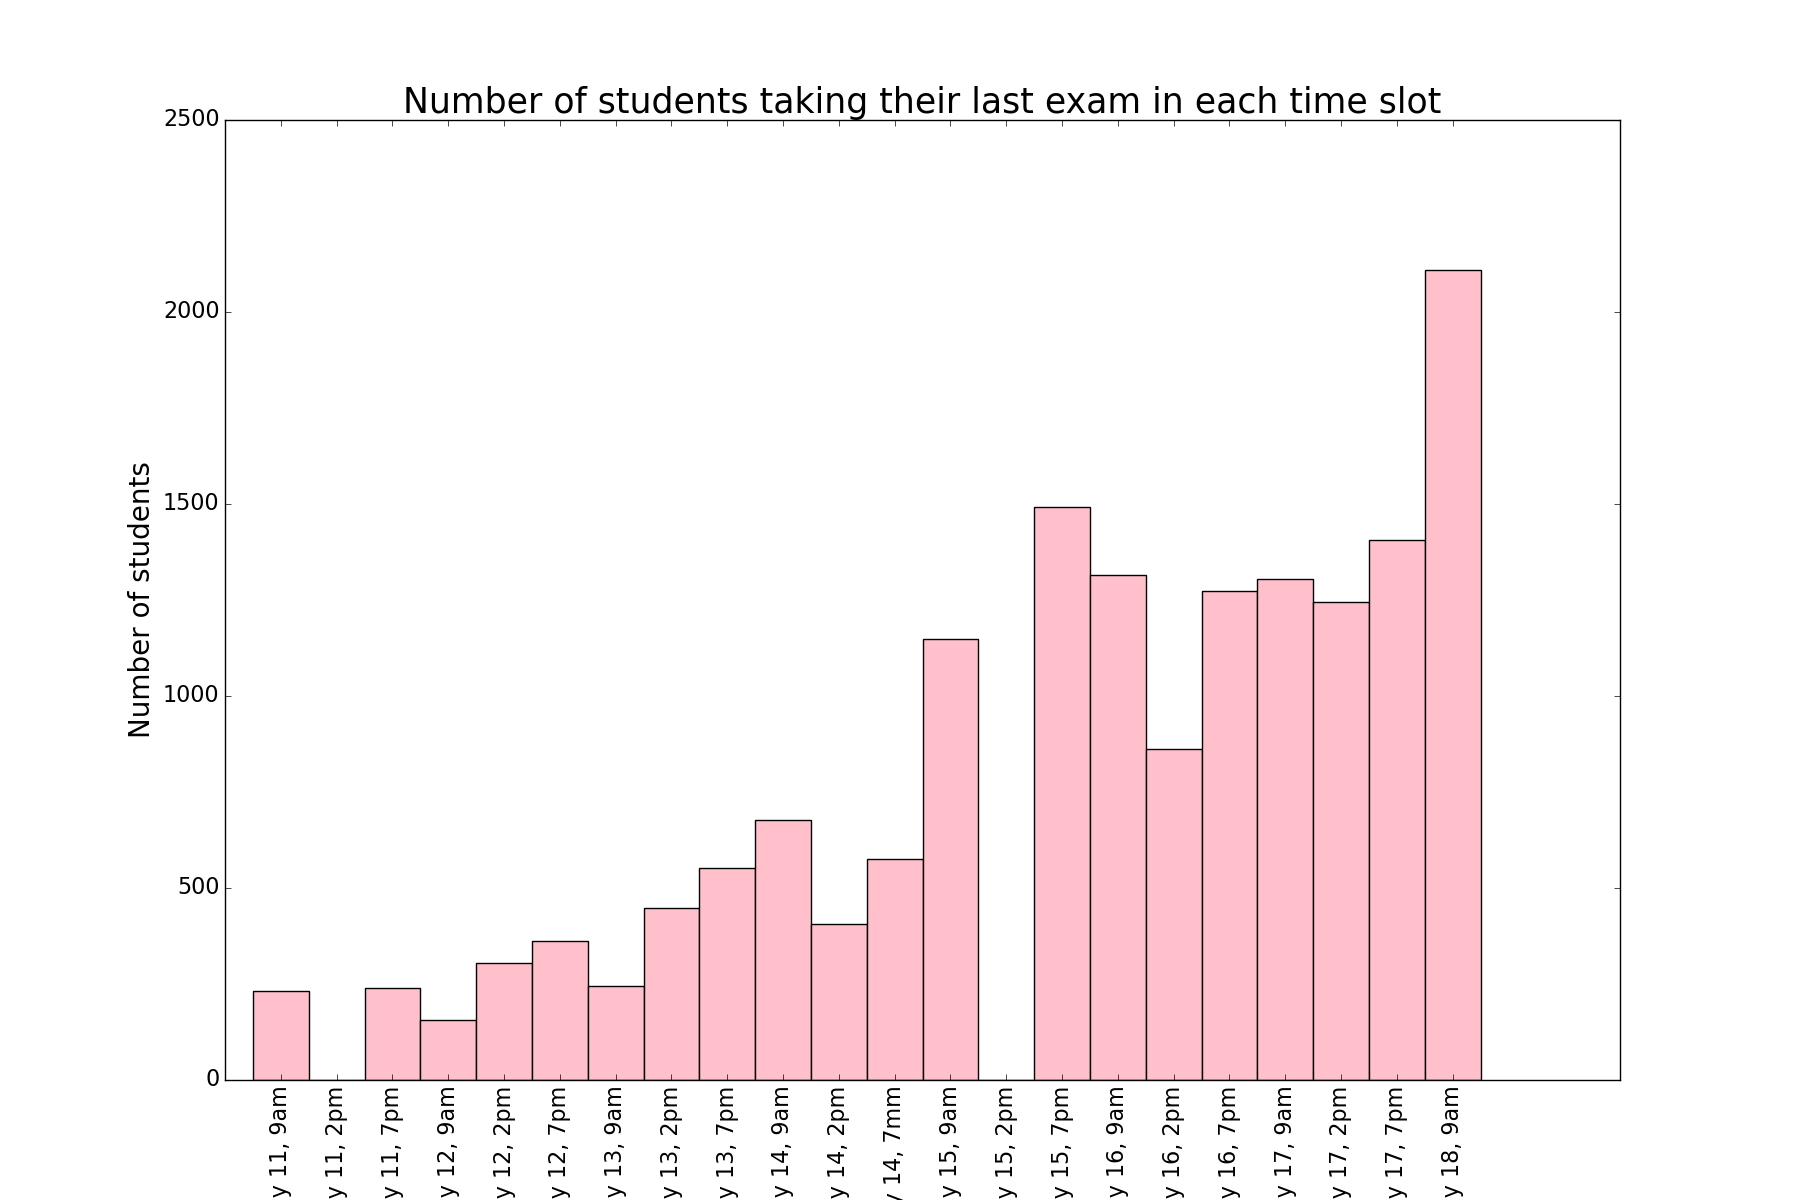 Number of students taking their last exam in each time slot
Number of students
2500
2000
1500
1000
500
0
y 11, 9am
y 11, 2pm
y 11, 7pm
y 12, 9am
y 12, 2pm
y 12, 7pm
y 13, 9am
y 13, 2pm
y 13, 7pm
y 14, 9am
y 14, 2pm
y 14, 7mm
y 15, 9am
y 15, 2pm
y 15, 7pm
y 16, 9am
y 16, 2pm
y 16, 7pm
y 17, 9am
y 17, 2pm
y 17, 7pm
y 18, 9am